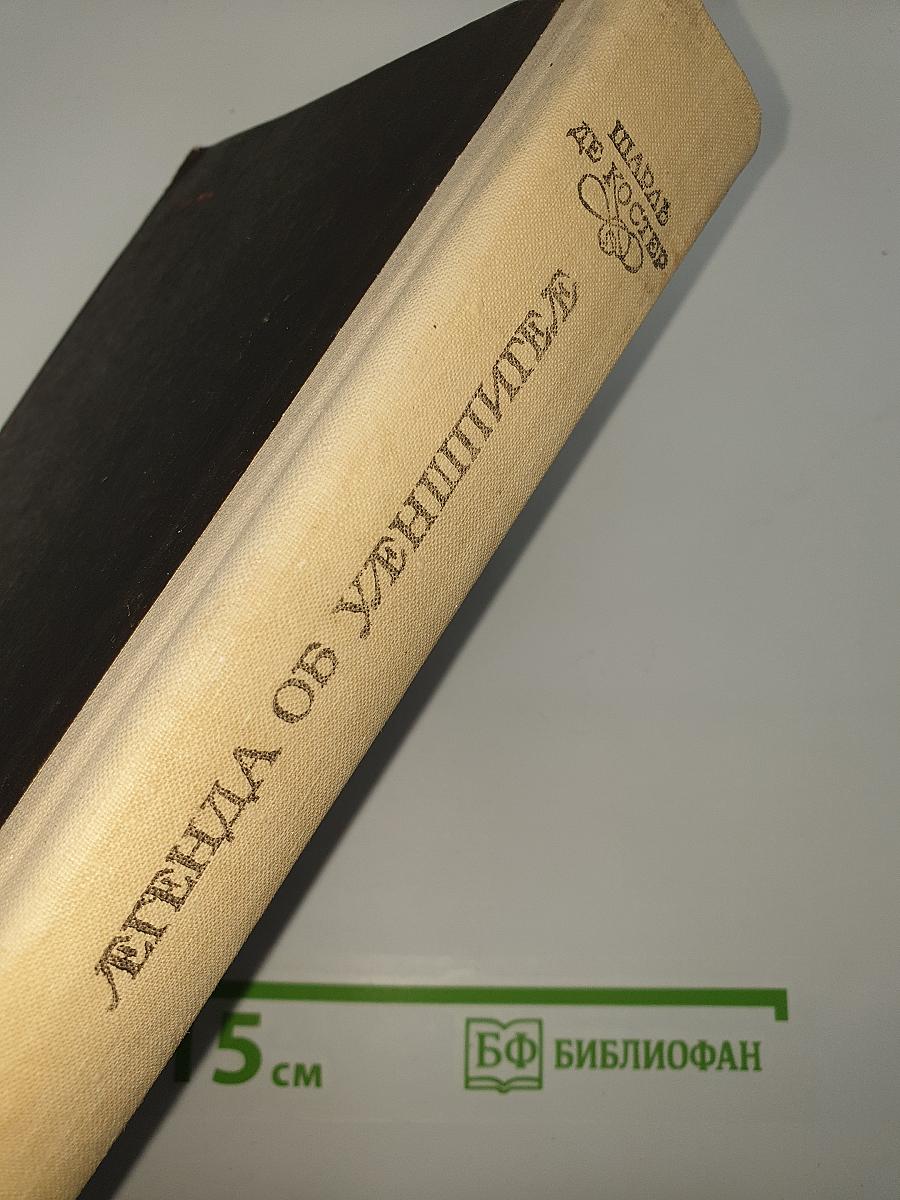 ШАРЛЬ
ДЕ КОСТЕР
ЛЕГЕНДА ОБ УЛЕНШПИГЕЛЕ
15 см
БФ БИБЛИОФАН